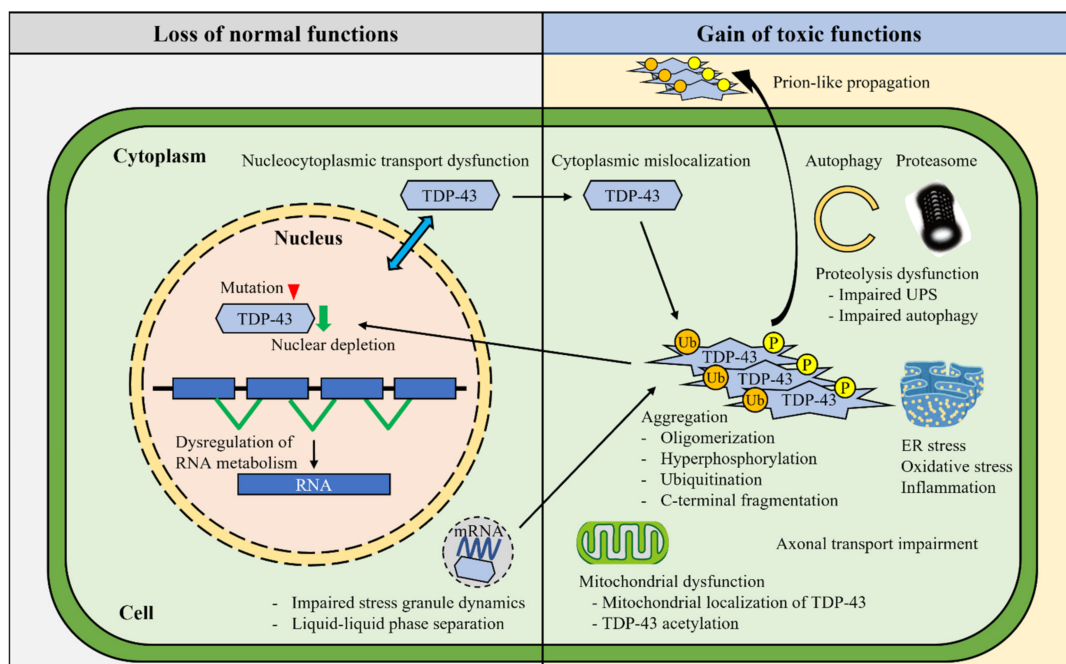 Loss of normal functions
Gain of toxic functions
Prion-like propagation
Cytoplasm
Nucleocytoplasmic transport dysfunction
Cytoplasmic mislocalization
Autophagy
Proteasome
TDP-43
TDP-43
Nucleus
Mutation
TDP-43
Nuclear depletion
Proteolysis dysfunction
- Impaired UPS
- Impaired autophagy
Ub
P
TDP-43
Ub
P
TDP-43
Ub
P
TDP-43
Aggregation
- Oligomerization
- Hyperphosphorylation
- Ubiquitination
- C-terminal fragmentation
ER stress
Oxidative stress
Inflammation
Dysregulation of
RNA metabolism
RNA
mRNA
Axonal transport impairment
Mitochondrial dysfunction
- Mitochondrial localization of TDP-43
- TDP-43 acetylation
- Impaired stress granule dynamics
- Liquid-liquid phase separation
Cell